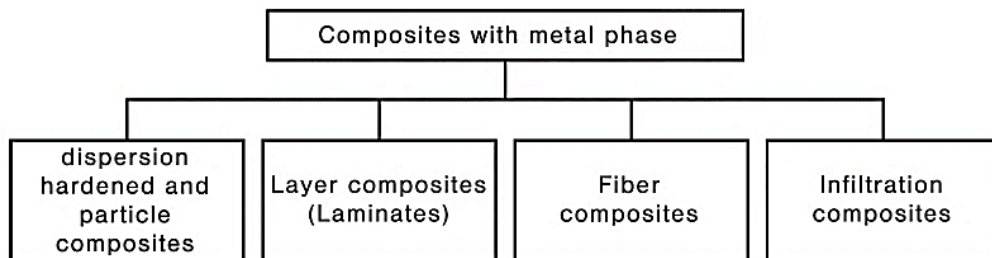 Composites with metal phase
dispersion
hardened and
particle
composites
Layer composites
(Laminates)
Fiber
composites
Infiltration
composites